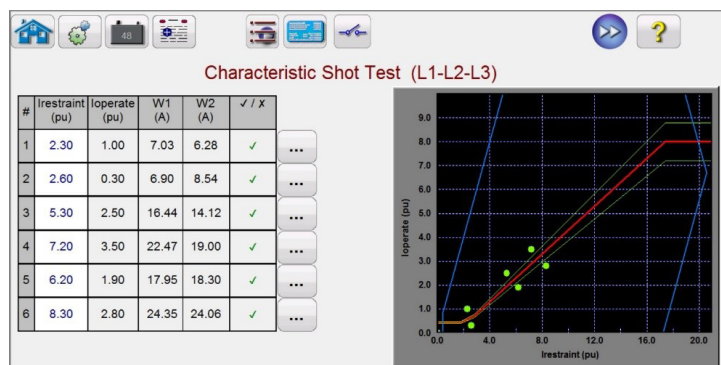 48
?
Characteristic Shot Test (L1-L2-L3)
# Irestraint (pu) Ioperate (pu) W1 (A) W2 (A) ✓ / ✗
1 2.30 1.00 7.03 6.28 ✓ ...
2 2.60 0.30 6.90 8.54 ✓ ...
3 5.30 2.50 16.44 14.12 ✓ ...
4 7.20 3.50 22.47 19.00 ✓ ...
5 6.20 1.90 17.95 18.30 ✓ ...
6 8.30 2.80 24.35 24.06 ✓ ...
Ioperate (pu)
9.0
8.0
7.0
6.0
5.0
4.0
3.0
2.0
1.0
0.0
0.0 4.0 8.0 12.0 16.0 20.0
Irestraint (pu)